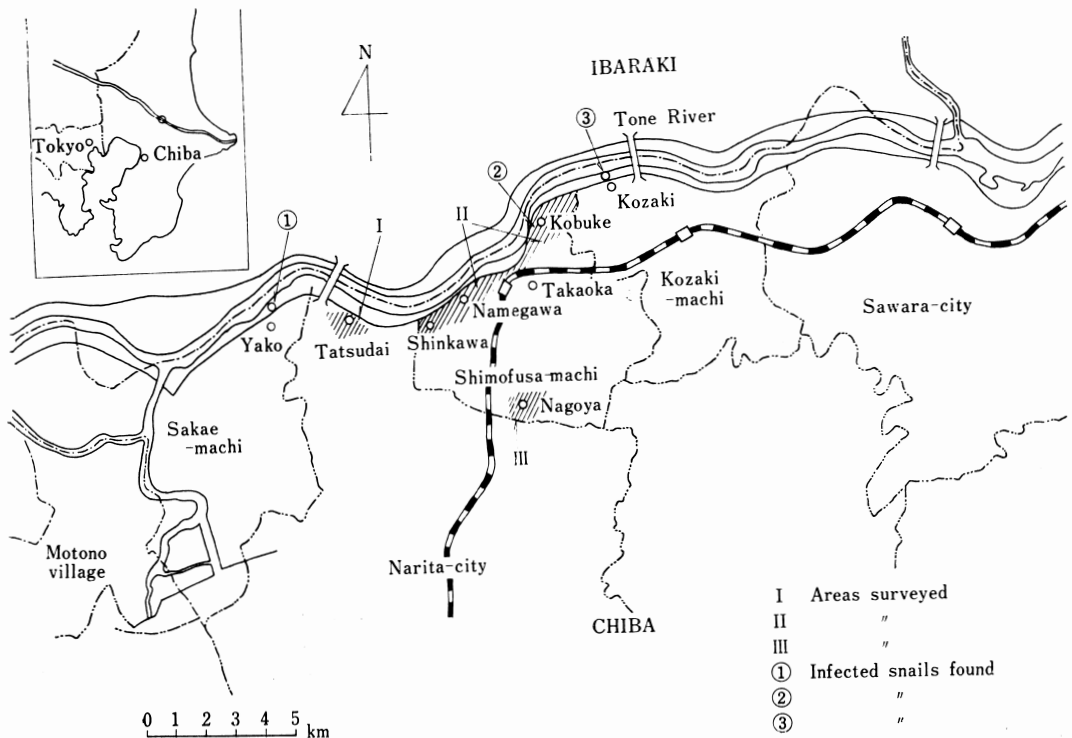 Tokyo
Chiba
N
IBARAKI
③
Tone River
Kozaki
②
II
Kobuke
①
I
Takaoka
Kozaki
-machi
Namegawa
Sawara-city
Yako
Tatsudai
Shinkawa
Shimofusa-machi
Nagoya
Sakae
-machi
III
Motono
village
Narita-city
CHIBA
I Areas surveyed
II 〃
III 〃
① Infected snails found
② 〃
③ 〃
0 1 2 3 4 5
km